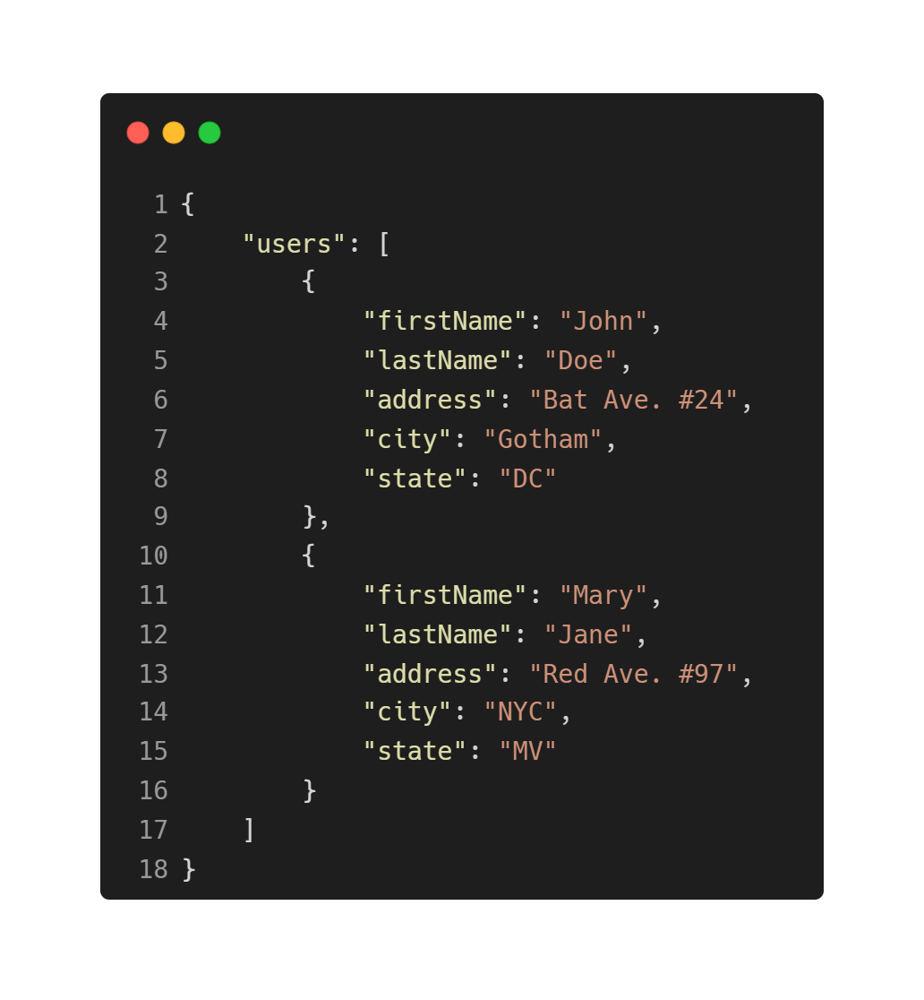 1 {
2     "users": [
3         {
4             "firstName": "John",
5             "lastName": "Doe",
6             "address": "Bat Ave. #24",
7             "city": "Gotham",
8             "state": "DC"
9         },
10         {
11             "firstName": "Mary",
12             "lastName": "Jane",
13             "address": "Red Ave. #97",
14             "city": "NYC",
15             "state": "MV"
16         }
17     ]
18 }